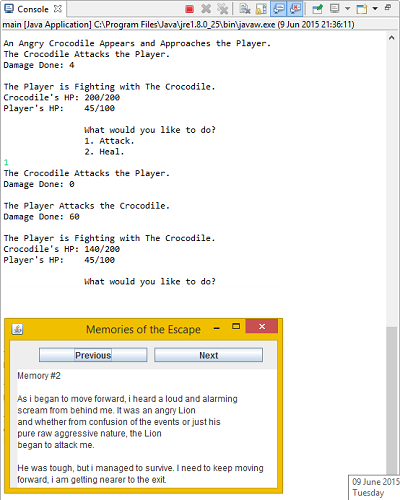 Console
main [Java Application] C:\Program Files\Java\jre1.8.0_25\bin\javaw.exe (9 Jun 2015 21:36:11)
An Angry Crocodile Appears and Approaches the Player.
The Crocodile Attacks the Player.
Damage Done: 4
The Player is Fighting with The Crocodile.
Crocodile's HP: 200/200
Player's HP: 45/100
What would you like to do?
1. Attack.
2. Heal.
1
The Crocodile Attacks the Player.
Damage Done: 0
The Player Attacks the Crocodile.
Damage Done: 60
The Player is Fighting with The Crocodile.
Crocodile's HP: 140/200
Player's HP: 45/100
What would you like to do?
Memories of the Escape
Previous Next
Memory #2
As i began to move forward, i heard a loud and alarming
scream from behind me. It was an angry Lion
and whether from confusion of the events or just his
pure raw aggressive nature, the Lion
began to attack me.
He was tough, but i managed to survive. I need to keep moving
forward, i am getting nearer to the exit.
09 June 2015
Tuesday